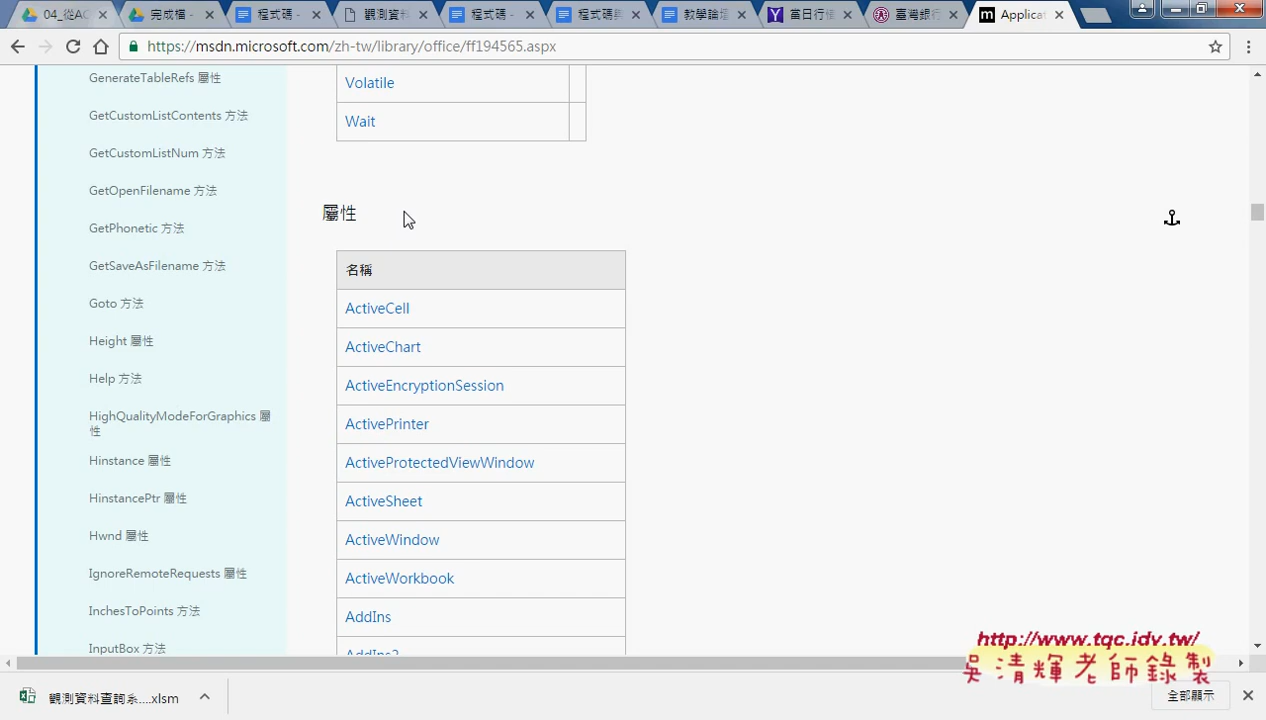 04_從AC
完成檔 -
程式碼 -
觀測資料
程式碼 -
程式碼與
教學論壇
當日行情
臺灣銀行
Applicat
https://msdn.microsoft.com/zh-tw/library/office/ff194565.aspx
GenerateTableRefs 屬性
GetCustomListContents 方法
GetCustomListNum 方法
GetOpenFilename 方法
GetPhonetic 方法
GetSaveAsFilename 方法
Goto 方法
Height 屬性
Help 方法
HighQualityModeForGraphics 屬
性
Hinstance 屬性
HinstancePtr 屬性
Hwnd 屬性
IgnoreRemoteRequests 屬性
InchesToPoints 方法
InputBox 方法
Volatile
Wait
屬性
名稱
ActiveCell
ActiveChart
ActiveEncryptionSession
ActivePrinter
ActiveProtectedViewWindow
ActiveSheet
ActiveWindow
ActiveWorkbook
AddIns
AddIns2
http://www.tqc.idv.tw/
吳清輝老師錄製
觀測資料查詢系....xlsm
全部顯示